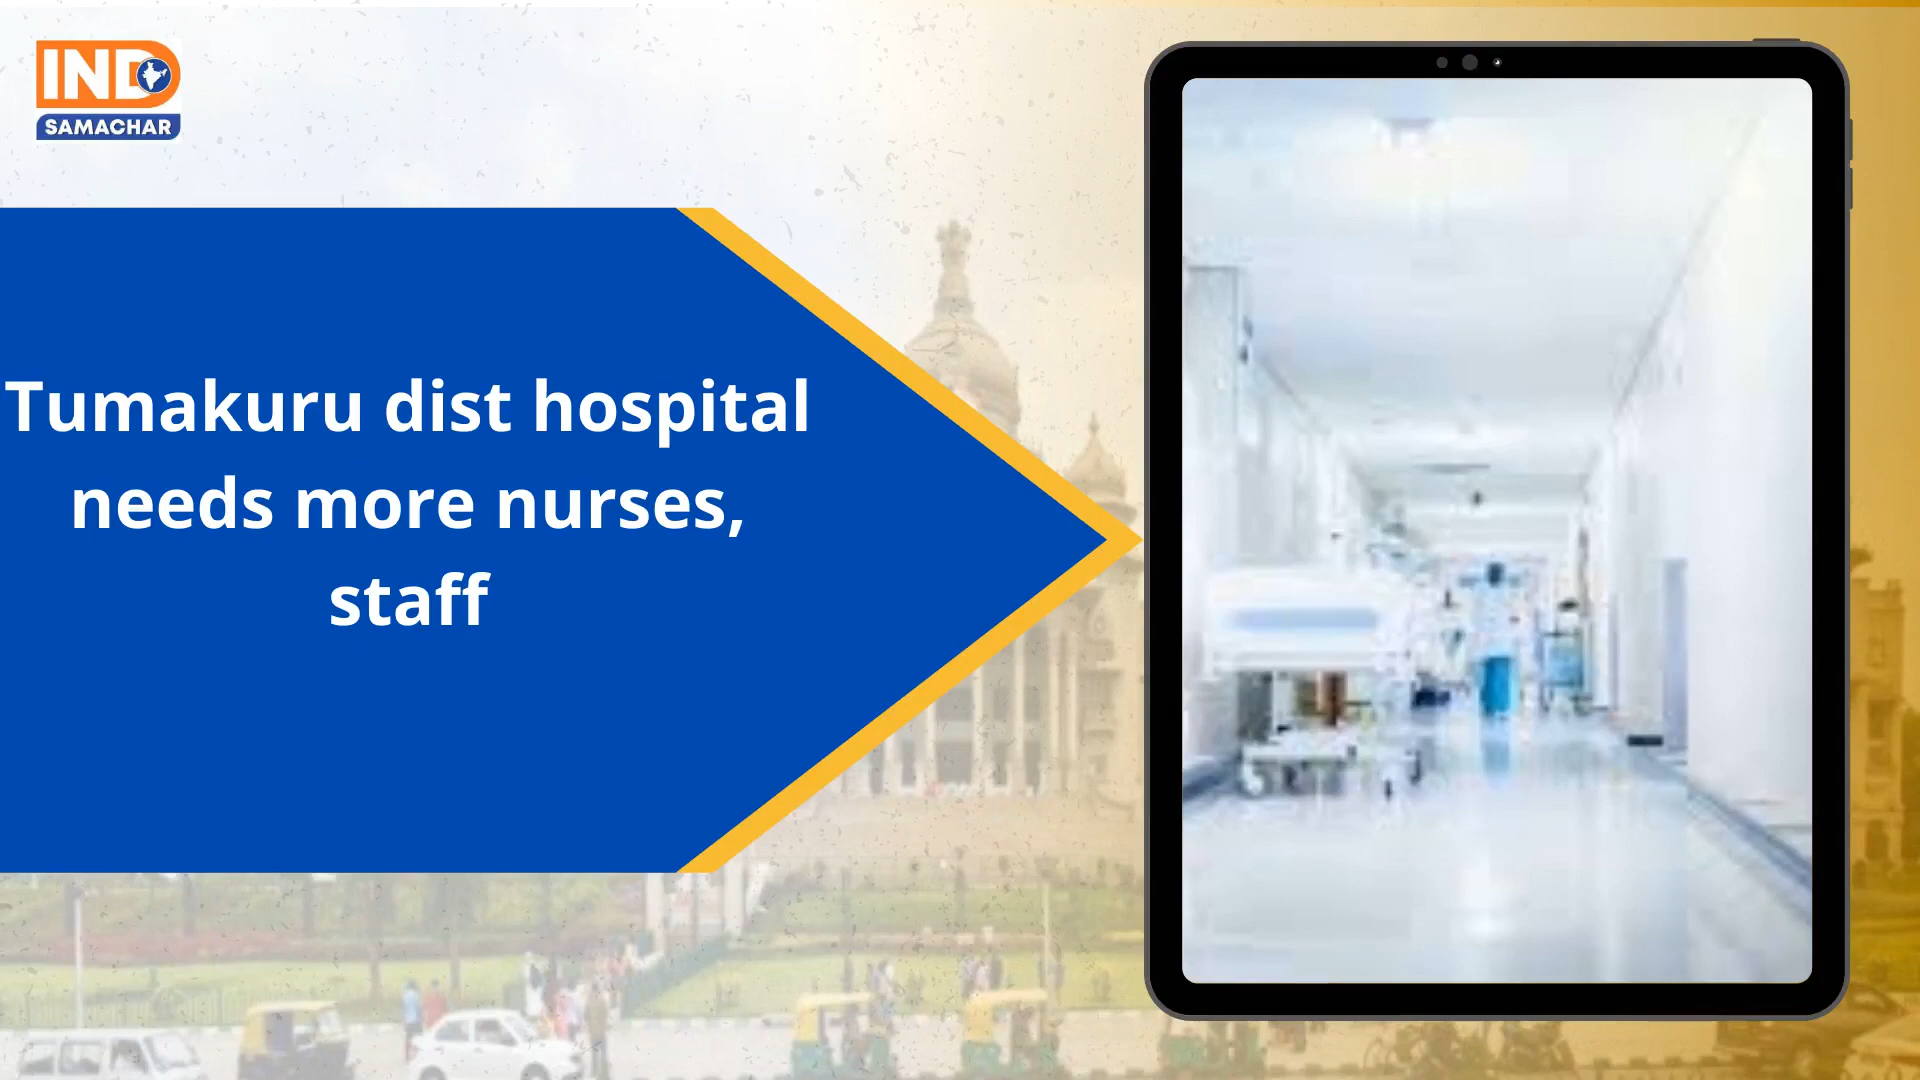 IND
SAMACHAR
Tumakuru dist hospital
needs more nurses,
staff